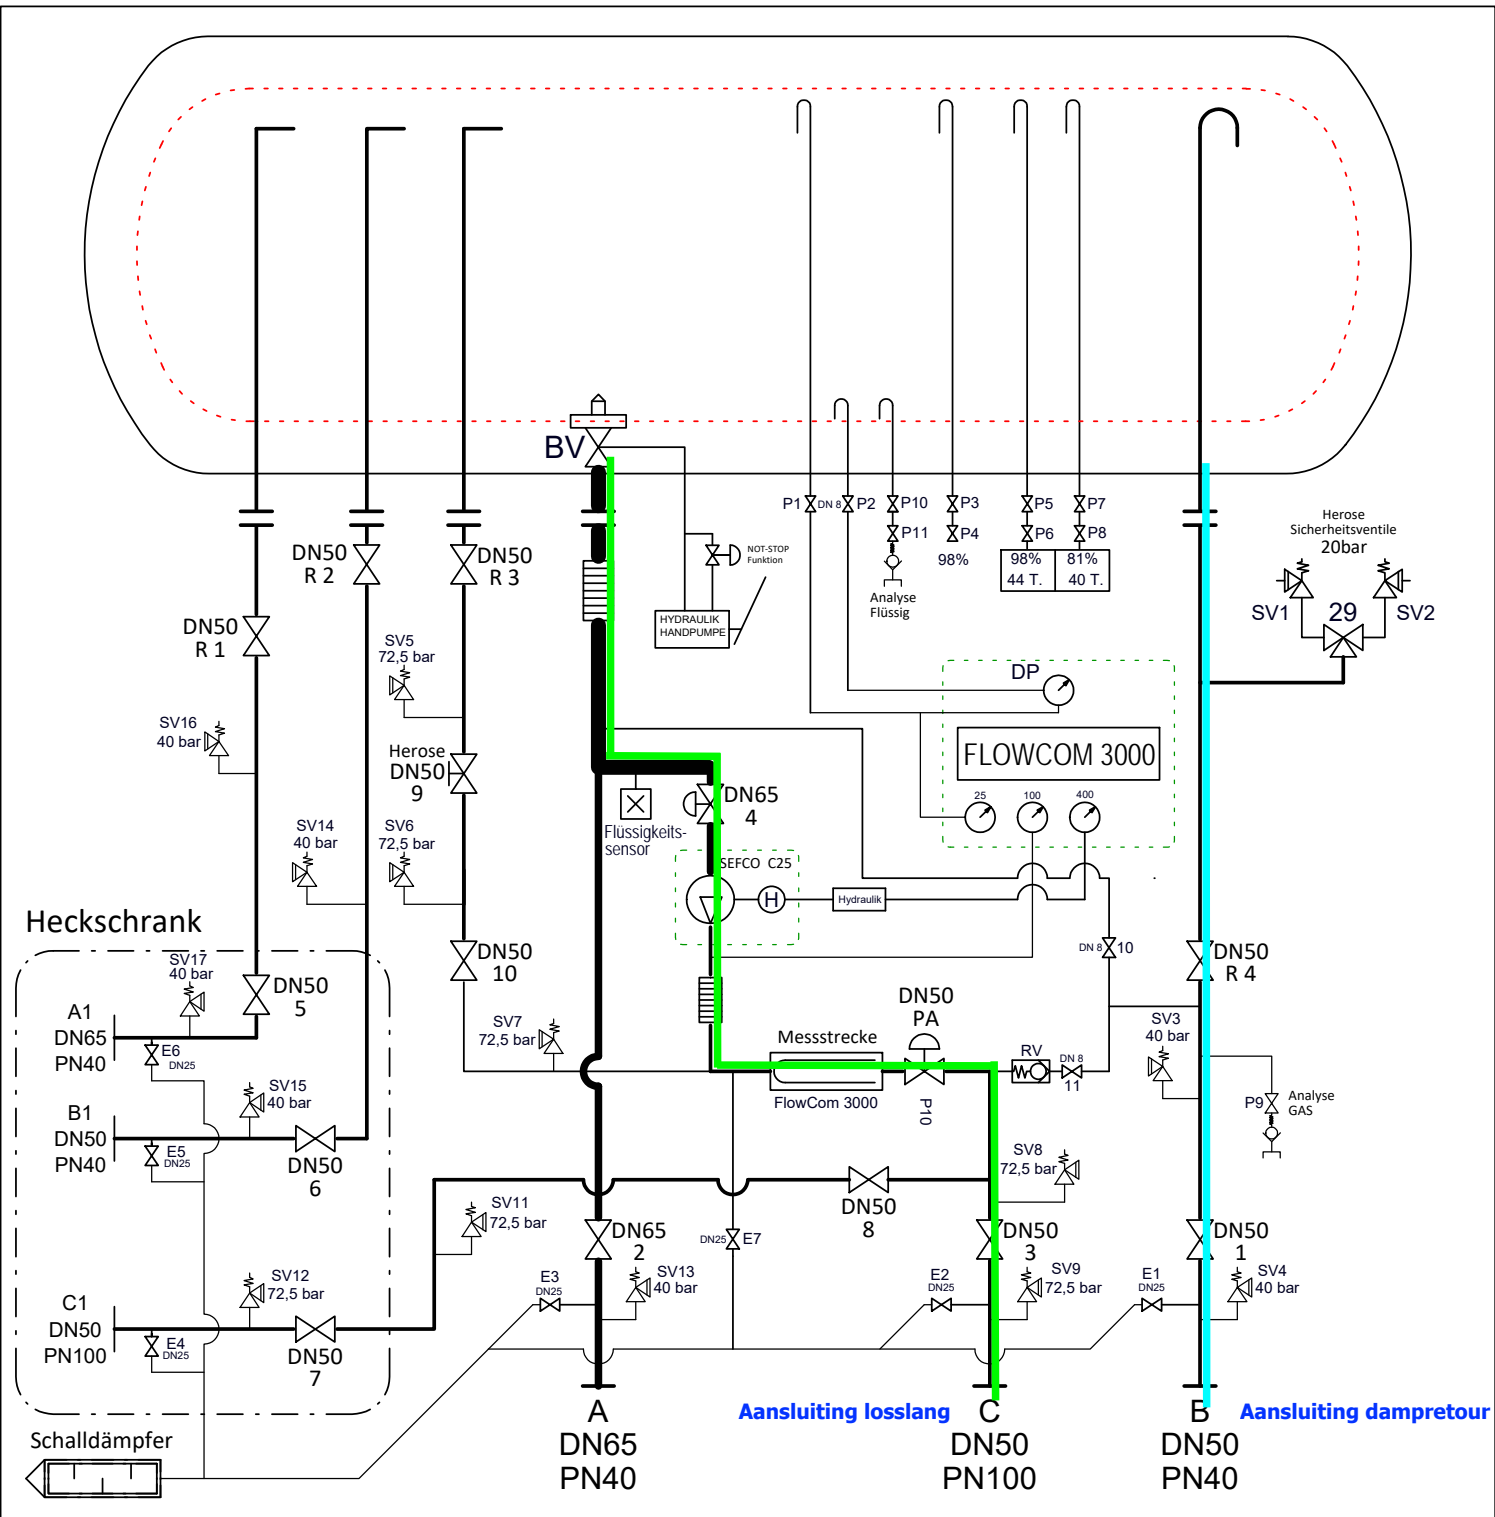 BV
P1
DN 8
P2
P10
P3
P5
P7
P11
P4
P6
P8
98%
98%
44 T.
81%
40 T.
Analyse
Flüssig
NOT-STOP
Funktion
HYDRAULIK
HANDPUMPE
Herose
Sicherheitsventile
20bar
SV1
29
SV2
DN50
R 2
DN50
R 3
DN50
R 1
SV5
72,5 bar
SV16
40 bar
Herose
DN50
9
SV14
40 bar
SV6
72,5 bar
DP
FLOWCOM 3000
25
100
400
Flüssigkeits-
sensor
DN65
4
SEFCO C25
H
Hydraulik
Heckschrank
SV17
40 bar
DN50
5
DN50
10
DN 8
10
DN50
R 4
A1
DN65
PN40
E6
DN25
SV7
72,5 bar
DN50
PA
Messstrecke
FlowCom 3000
P10
RV
DN 8
11
SV3
40 bar
P9
Analyse
GAS
SV15
40 bar
B1
DN50
PN40
E5
DN25
DN50
6
SV11
72,5 bar
SV8
72,5 bar
DN50
8
DN65
2
DN25
E7
DN50
3
DN50
1
SV12
72,5 bar
E3
DN25
SV13
40 bar
E2
DN25
SV9
72,5 bar
E1
DN25
SV4
40 bar
C1
DN50
PN100
E4
DN25
DN50
7
Schalldämpfer
A
DN65
PN40
Aansluiting losslang
C
DN50
PN100
B
DN50
PN40
Aansluiting dampretour